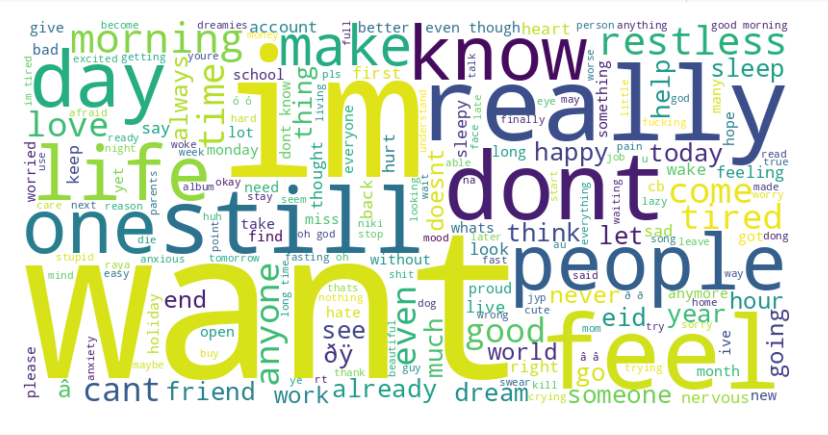 give
become
dreamies
account
better
even though
heart
person
anything
good morning
bad
morning
money
full
make
know
talk
worse
restless
excited
getting
youre
im tired
day
always
time
school
pls
first
sleep
afraid
love
say
ó ó
hard
lot
dont know
thing
living
everyone
understand
im
really
sleepy
face
late
eye
may
finally
something
fucking
little
help
god
many
hope
ready
night
woke
week
monday
thought
hurt
worried
use
keep
yet
life
parents
album
okay
need
stay
seem
back
looking
wait
doesnt
able
na
long
happy
pain
job
u
today
read
true
wake
feeling
dont
start
everything
waiting
cb
lazy
come
made
worry
care
next
reason
one
still
huh
point
take
find
miss
oh god
niki
stop
mood
whats
later
think
au
let
sad
song
leave
tired
got
dong
die
stupid
raya
anxious
tomorrow
fasting
oh
without
look
fast
people
said
way
mind
easy
want
long time
shit
proud
live
jyp
cute
never
ð ð
anymore
home
hour
holiday
end
anyone
thats
nothing
hate
dog
even
much
wrong
good
mom
eid
try
sorry
year
going
anxiety
open
buy
see
beautiful
guy
world
feel
ive
please
maybe
ðÿ
thank
right
â â
go
trying
month
â
cant
friend
work
ye
rt
already
dream
swear
kill
crying
someone
nervous
new